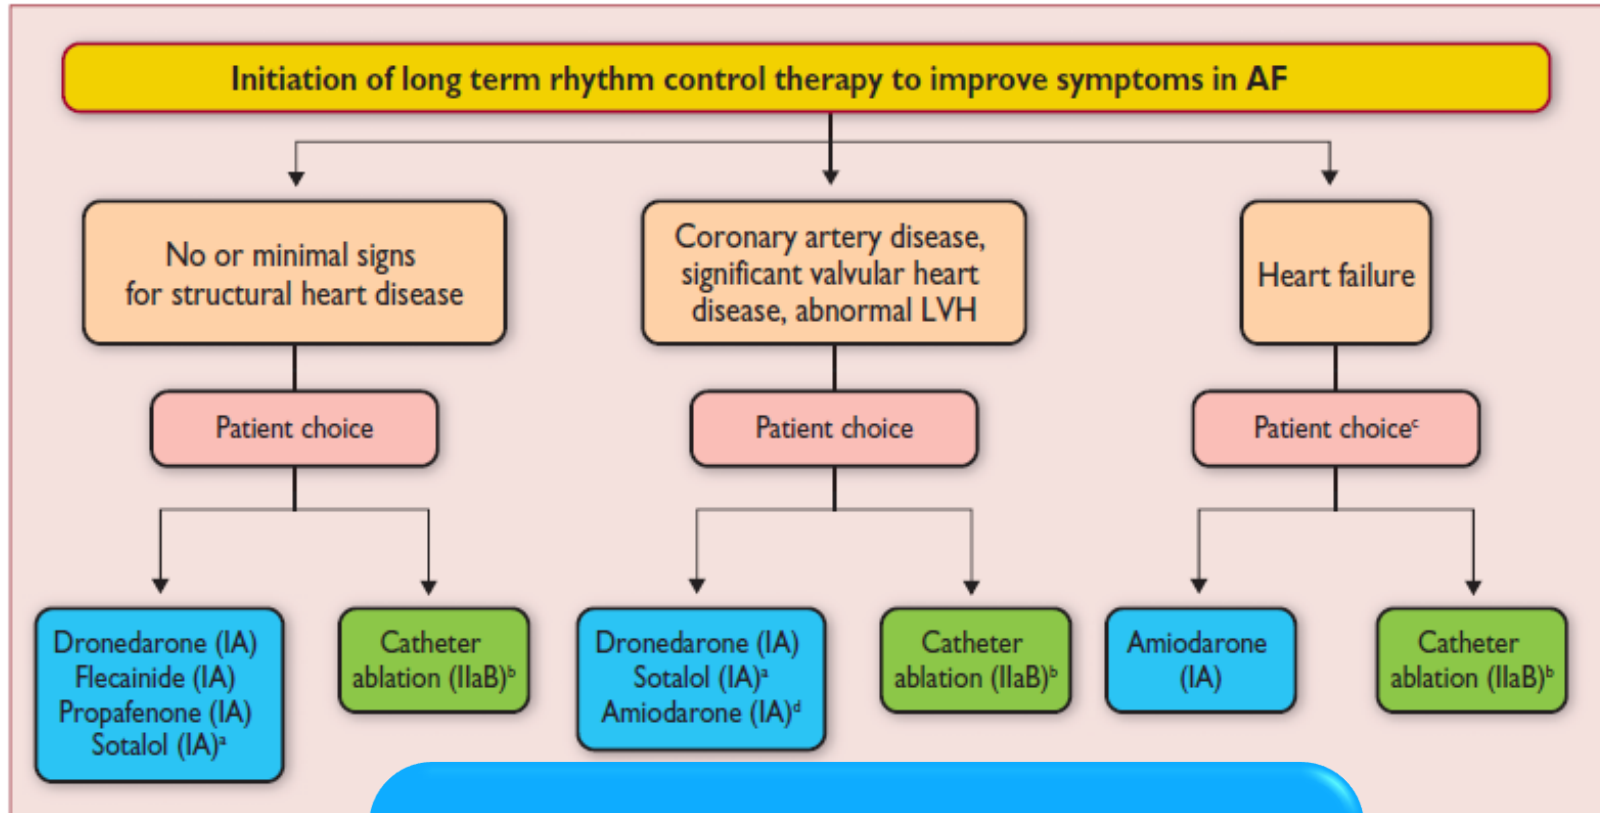 Initiation of long term rhythm control therapy to improve symptoms in AF
No or minimal signs
for structural heart disease
Coronary artery disease,
significant valvular heart
disease, abnormal LVH
Heart failure
Patient choice
Patient choice
Patient choiceᶜ
Dronedarone (IA)
Flecainide (IA)
Propafenone (IA)
Sotalol (IA)ᵃ
Catheter
ablation (IIaB)ᵇ
Dronedarone (IA)
Sotalol (IA)ᵃ
Amiodarone (IA)ᵈ
Catheter
ablation (IIaB)ᵇ
Amiodarone
(IA)
Catheter
ablation (IIaB)ᵇ